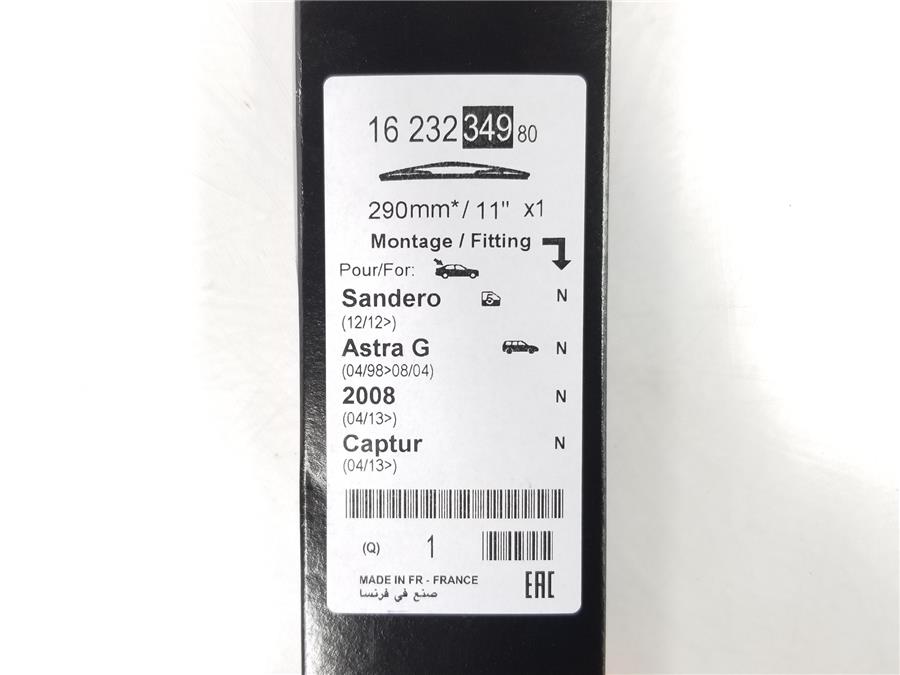 16 232 349 80
290mm*/ 11" x1
Montage / Fitting
Pour/For:
Sandero 5 N
(12/12>)
Astra G N
(04/98>08/04)
2008 N
(04/13>)
Captur N
(04/13>)
(Q) 1
MADE IN FR - FRANCE
صنع في فرنسا
EAC